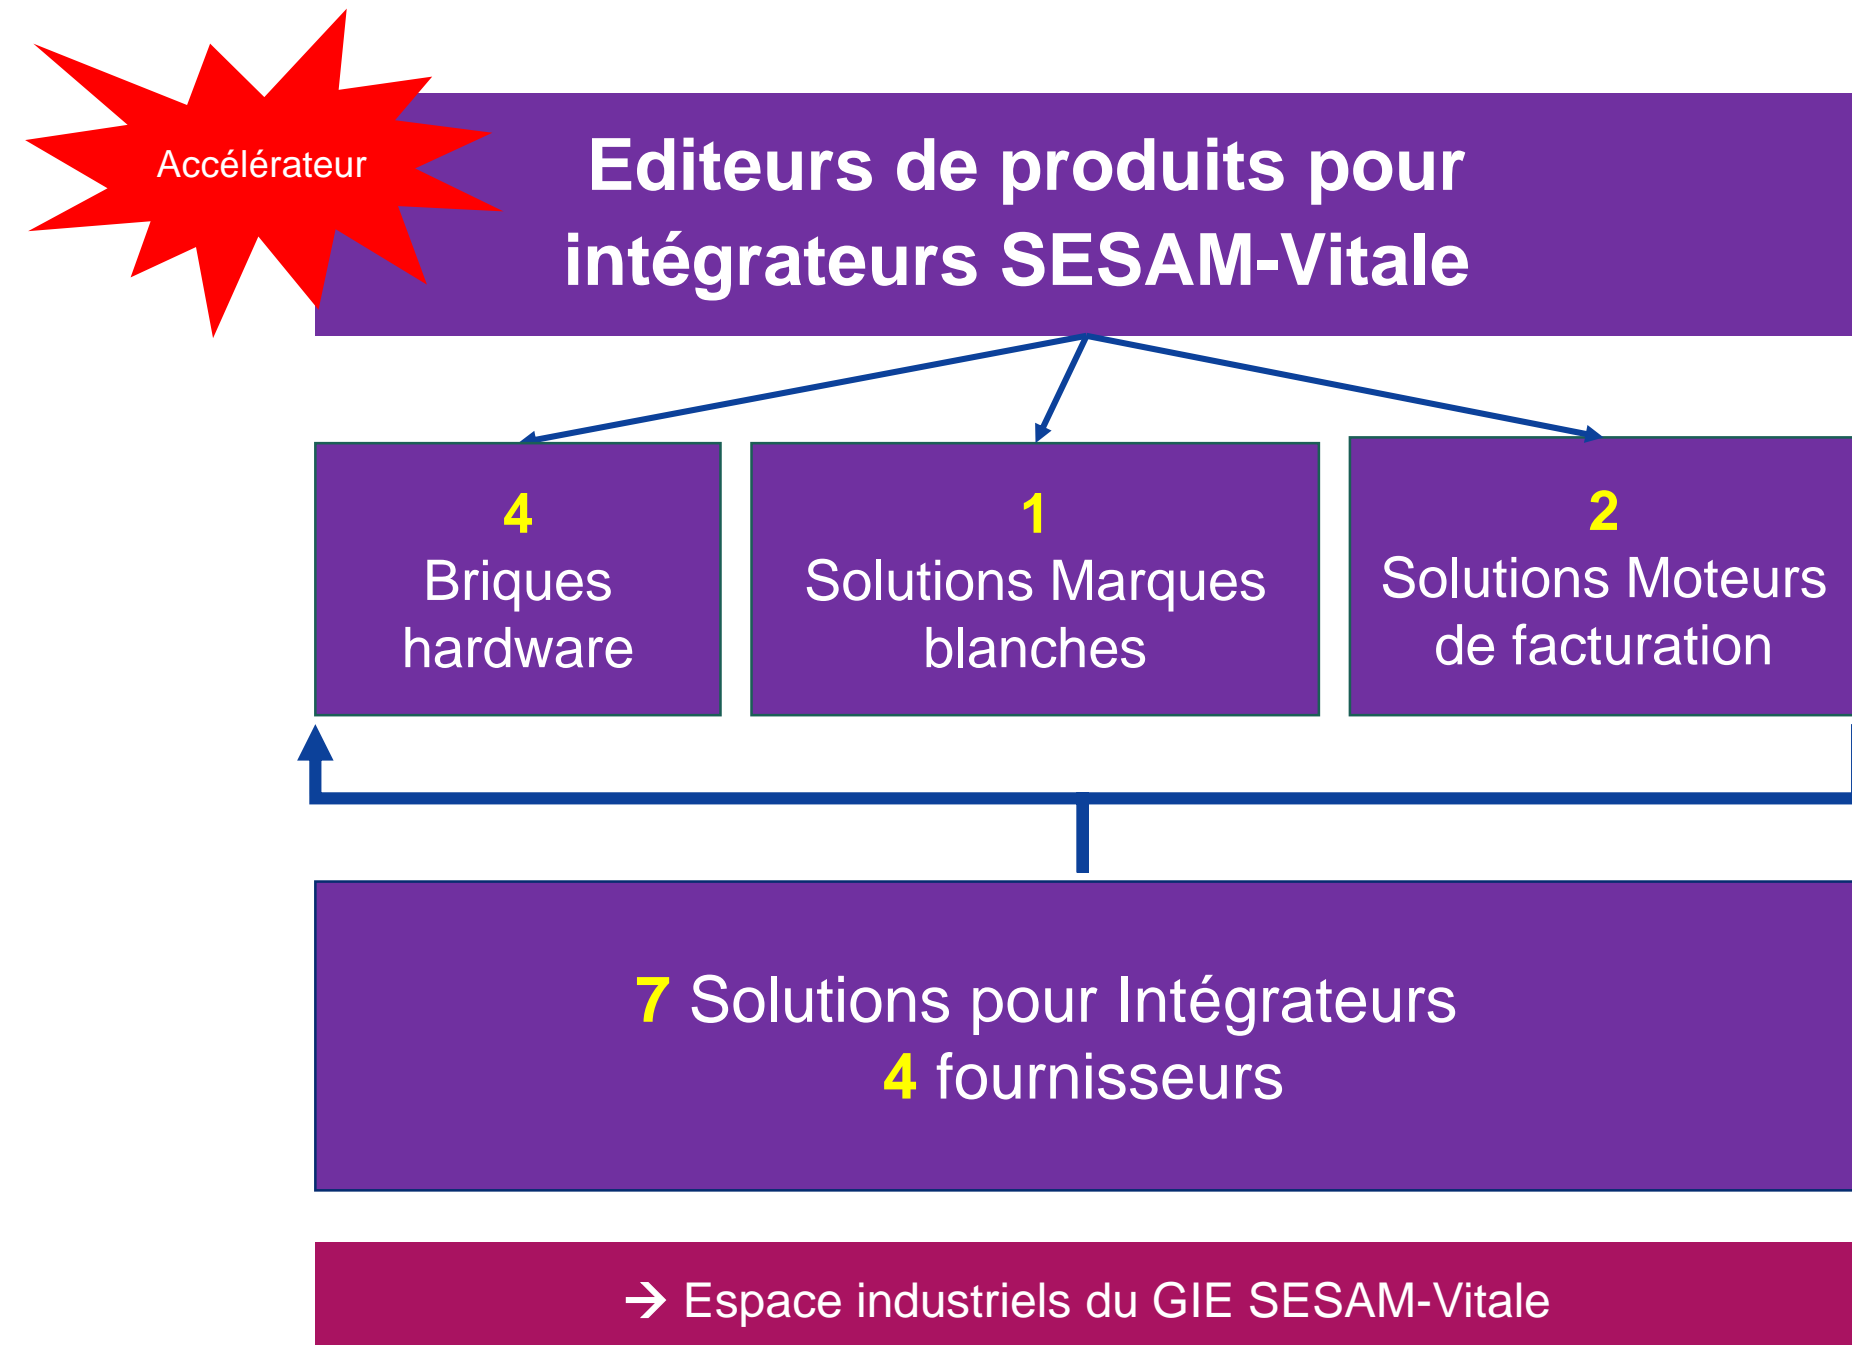 Accélérateur
Editeurs de produits pour
intégrateurs SESAM-Vitale
4
Briques
hardware
1
Solutions Marques
blanches
2
Solutions Moteurs
de facturation
7 Solutions pour Intégrateurs
4 fournisseurs
→ Espace industriels du GIE SESAM-Vitale